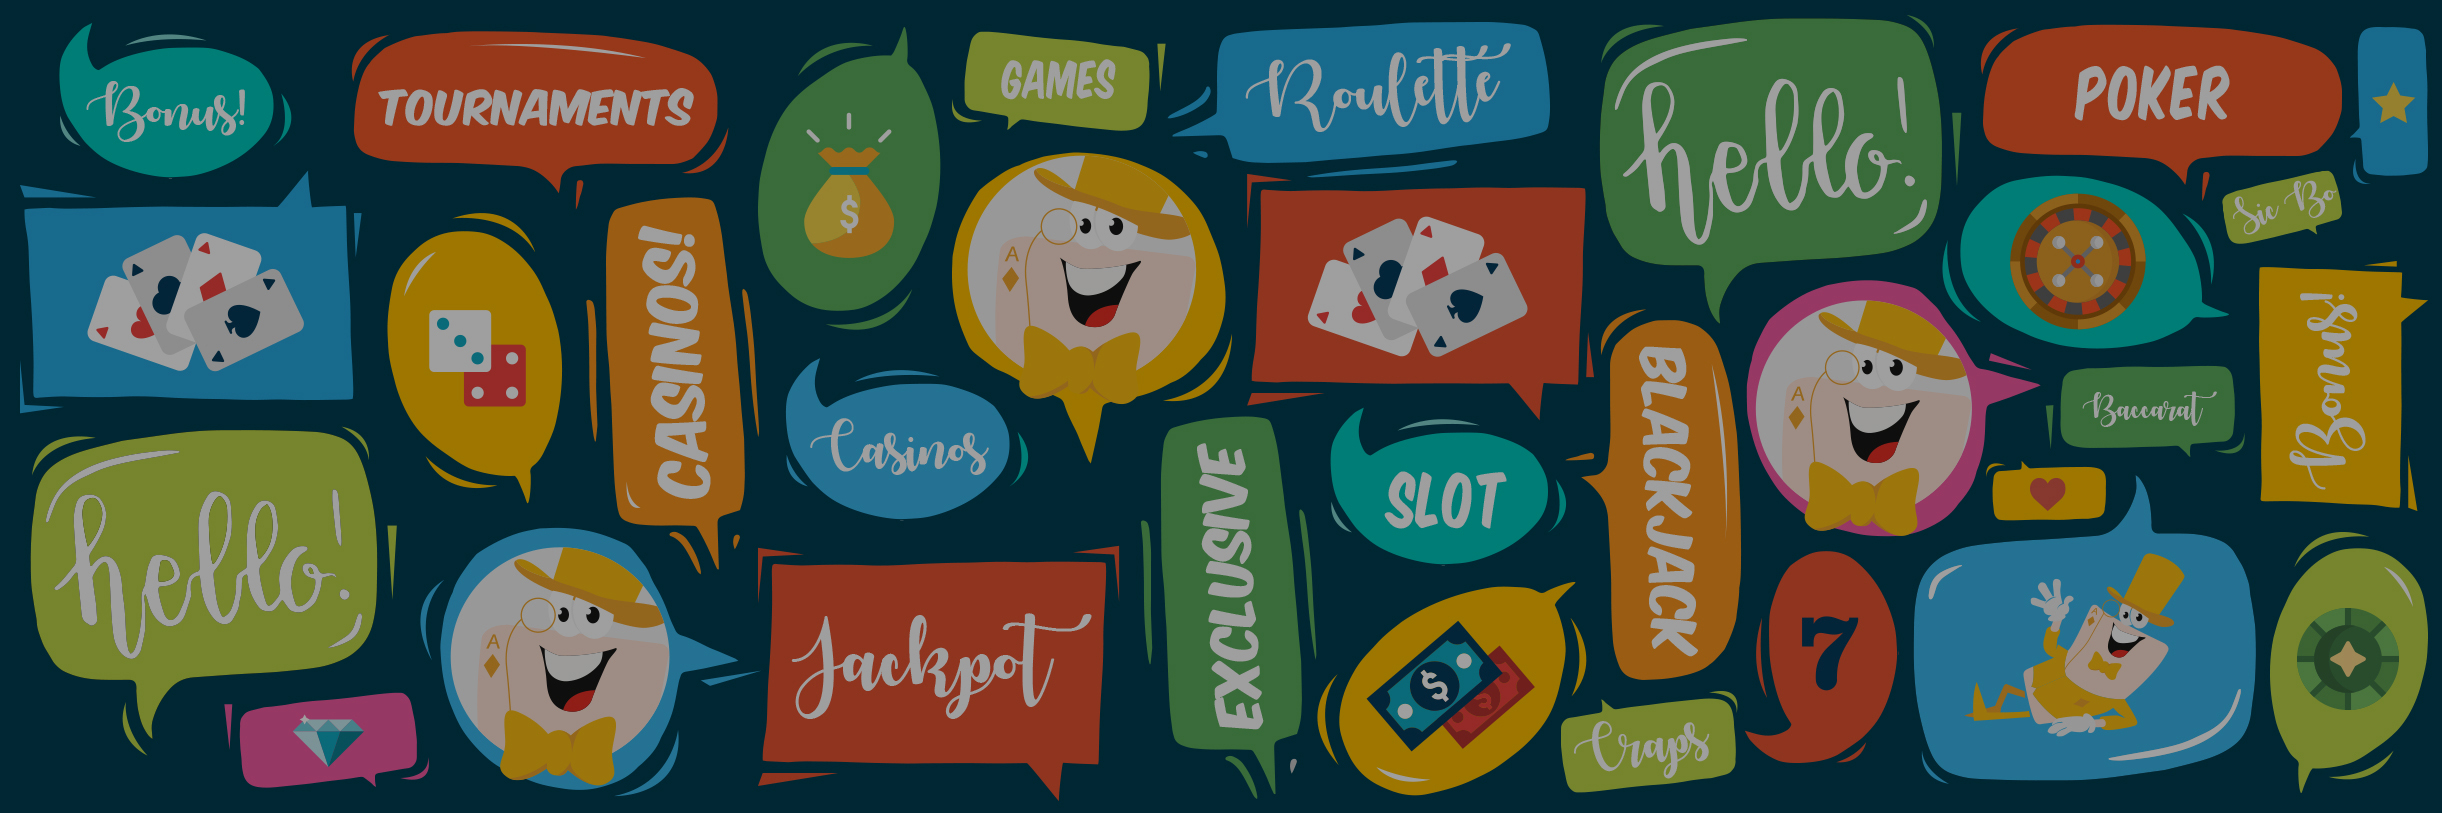 Bonus!
TOURNAMENTS
$
GAMES
Roulette
hello!
POKER
Sic Bo
CASINOS!
A
A
Casinos
BLACKJACK
Baccarat
Bonus!
hello!
A
Jackpot
EXCLUSIVE
SLOT
$
Craps
7